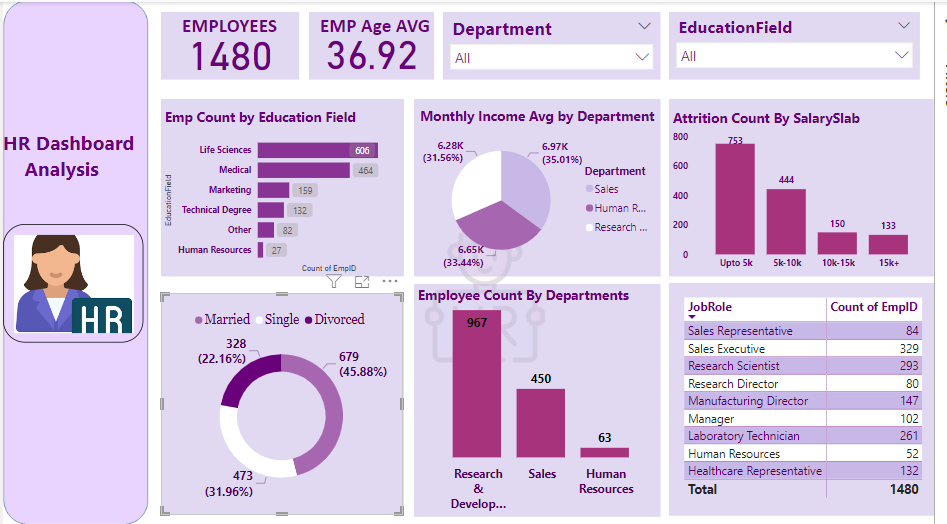 EMPLOYEES
1480
EMP Age AVG
36.92
Department
All
EducationField
All
HR Dashboard
Analysis
HR
Emp Count by Education Field
EducationField
Life Sciences 606
Medical 464
Marketing 159
Technical Degree 132
Other 82
Human Resources 27
Count of EmpID
Monthly Income Avg by Department
6.28K
(31.56%)
6.97K
(35.01%)
6.65K
(33.44%)
Department
Sales
Human R...
Research ...
Attrition Count By SalarySlab
800
600
400
200
0
753
444
150
133
Upto 5k 5k-10k 10k-15k 15k+
Married Single Divorced
328
(22.16%)
679
(45.88%)
473
(31.96%)
Employee Count By Departments
967
450
63
Research
&
Develop...
Sales
Human
Resources
JobRole Count of EmpID
Sales Representative 84
Sales Executive 329
Research Scientist 293
Research Director 80
Manufacturing Director 147
Manager 102
Laboratory Technician 261
Human Resources 52
Healthcare Representative 132
Total 1480